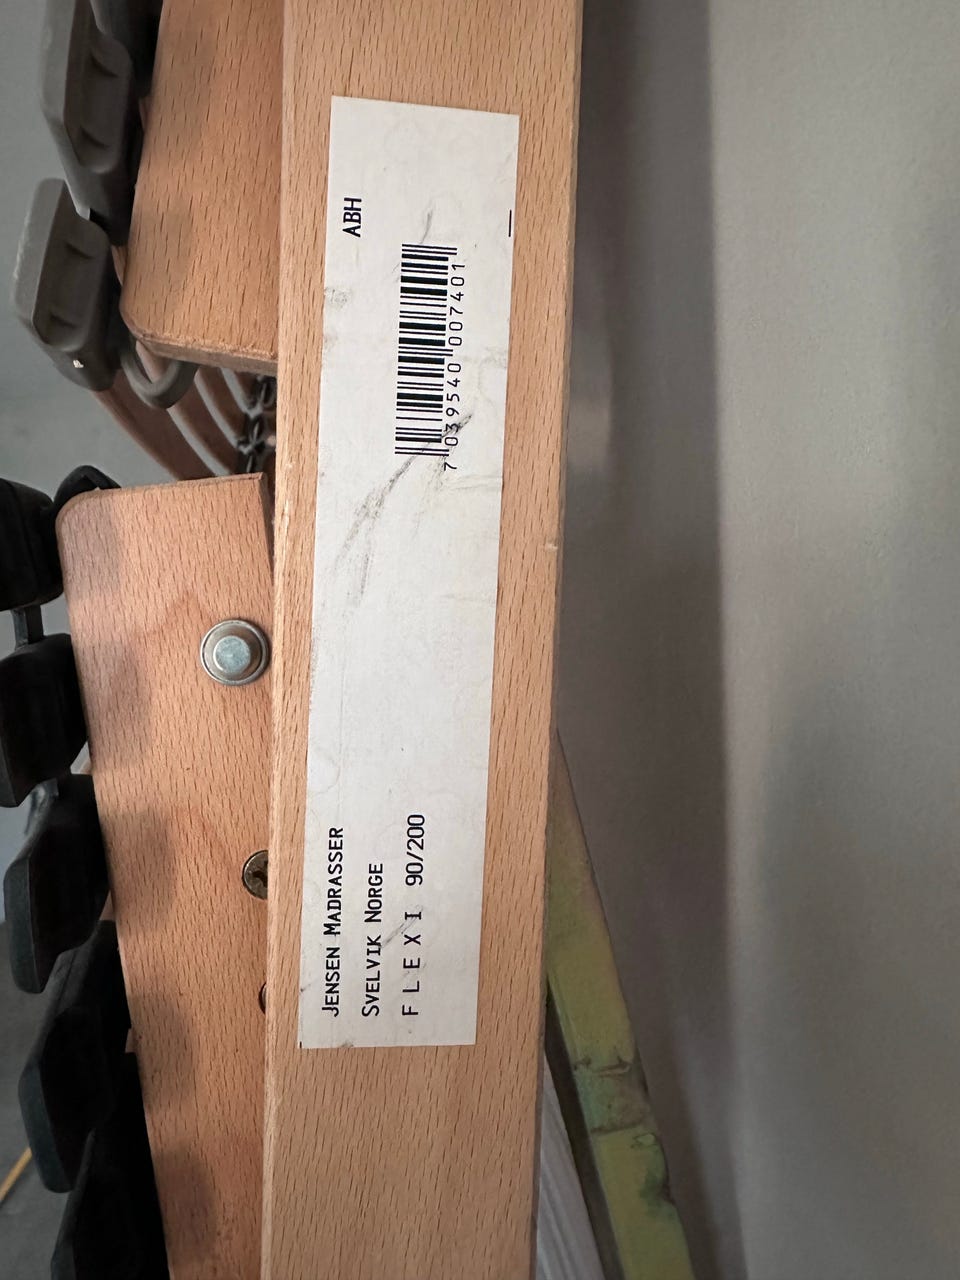 JENSEN MADRASSER
SVELVIK NORGE
F L E X I 90/200
ABH
7 039540 007401